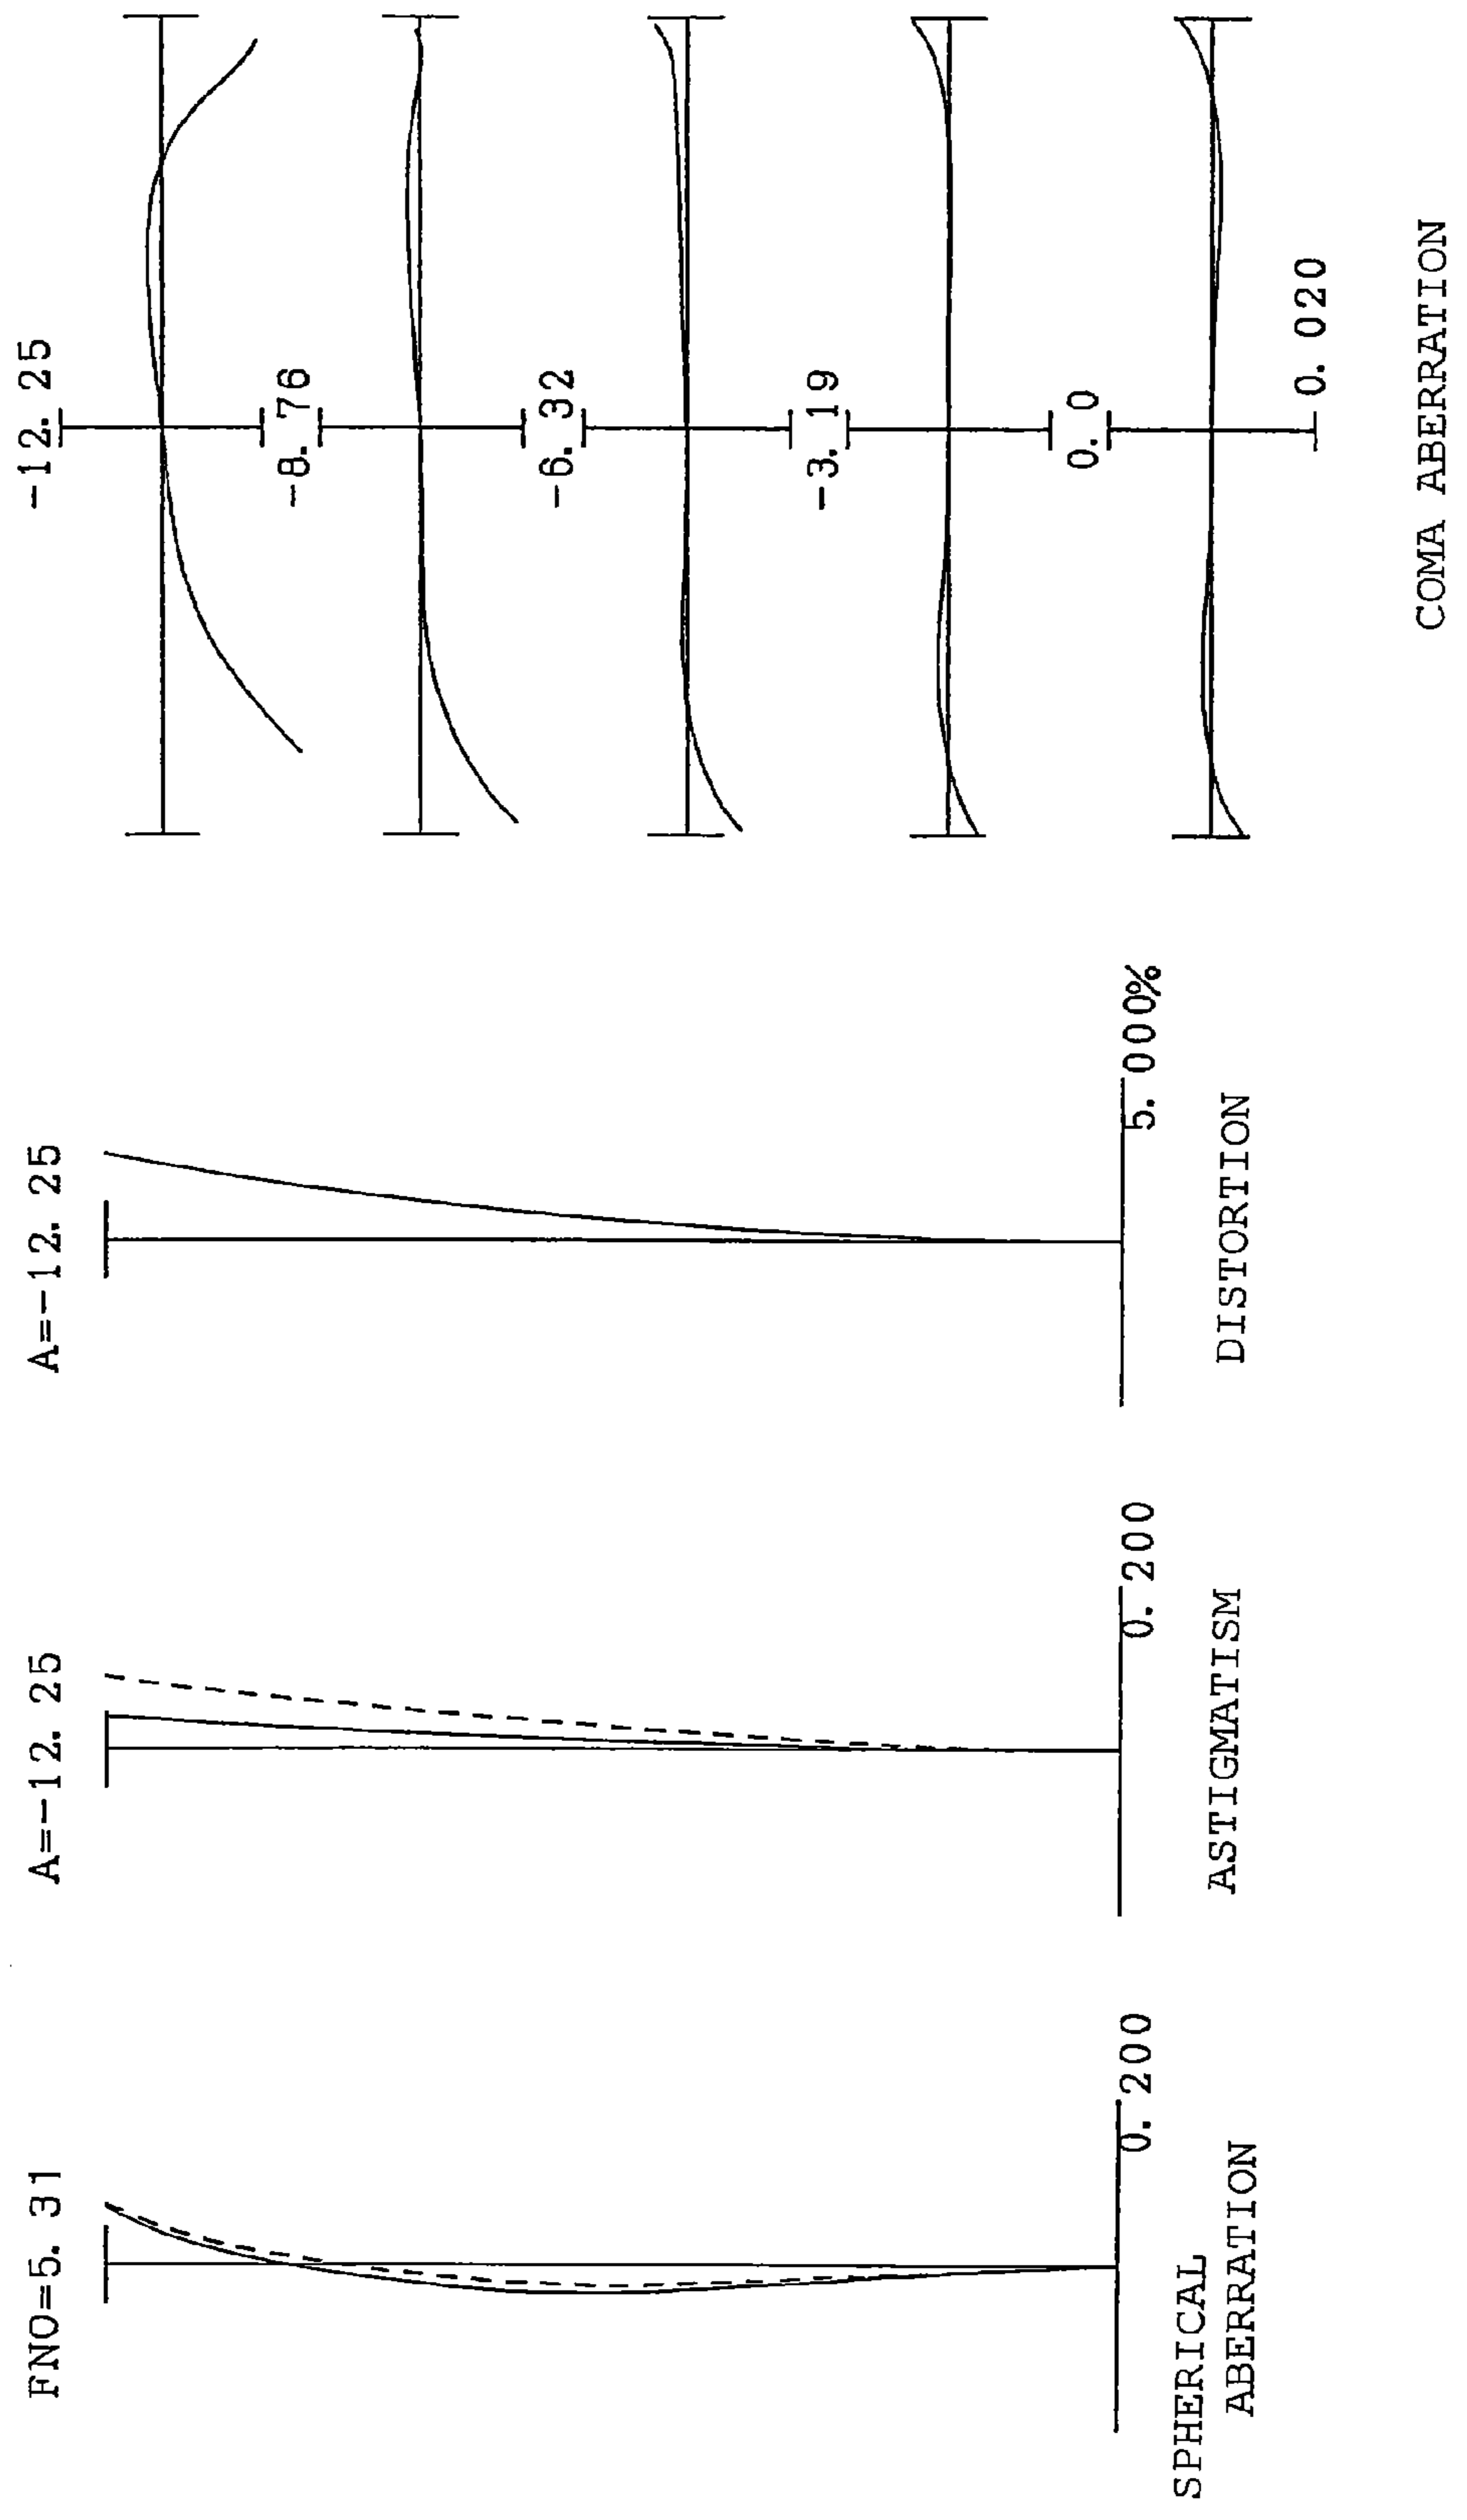 FNO=5. 31
0. 200
SPHERICAL
ABERRATION
A=-12. 25
0. 200
ASTIGMATISM
A=-12. 25
5. 000%
DISTORTION
-12. 25
-8. 76
-6. 32
-3. 19
0. 0
0. 020
COMA ABERRATION